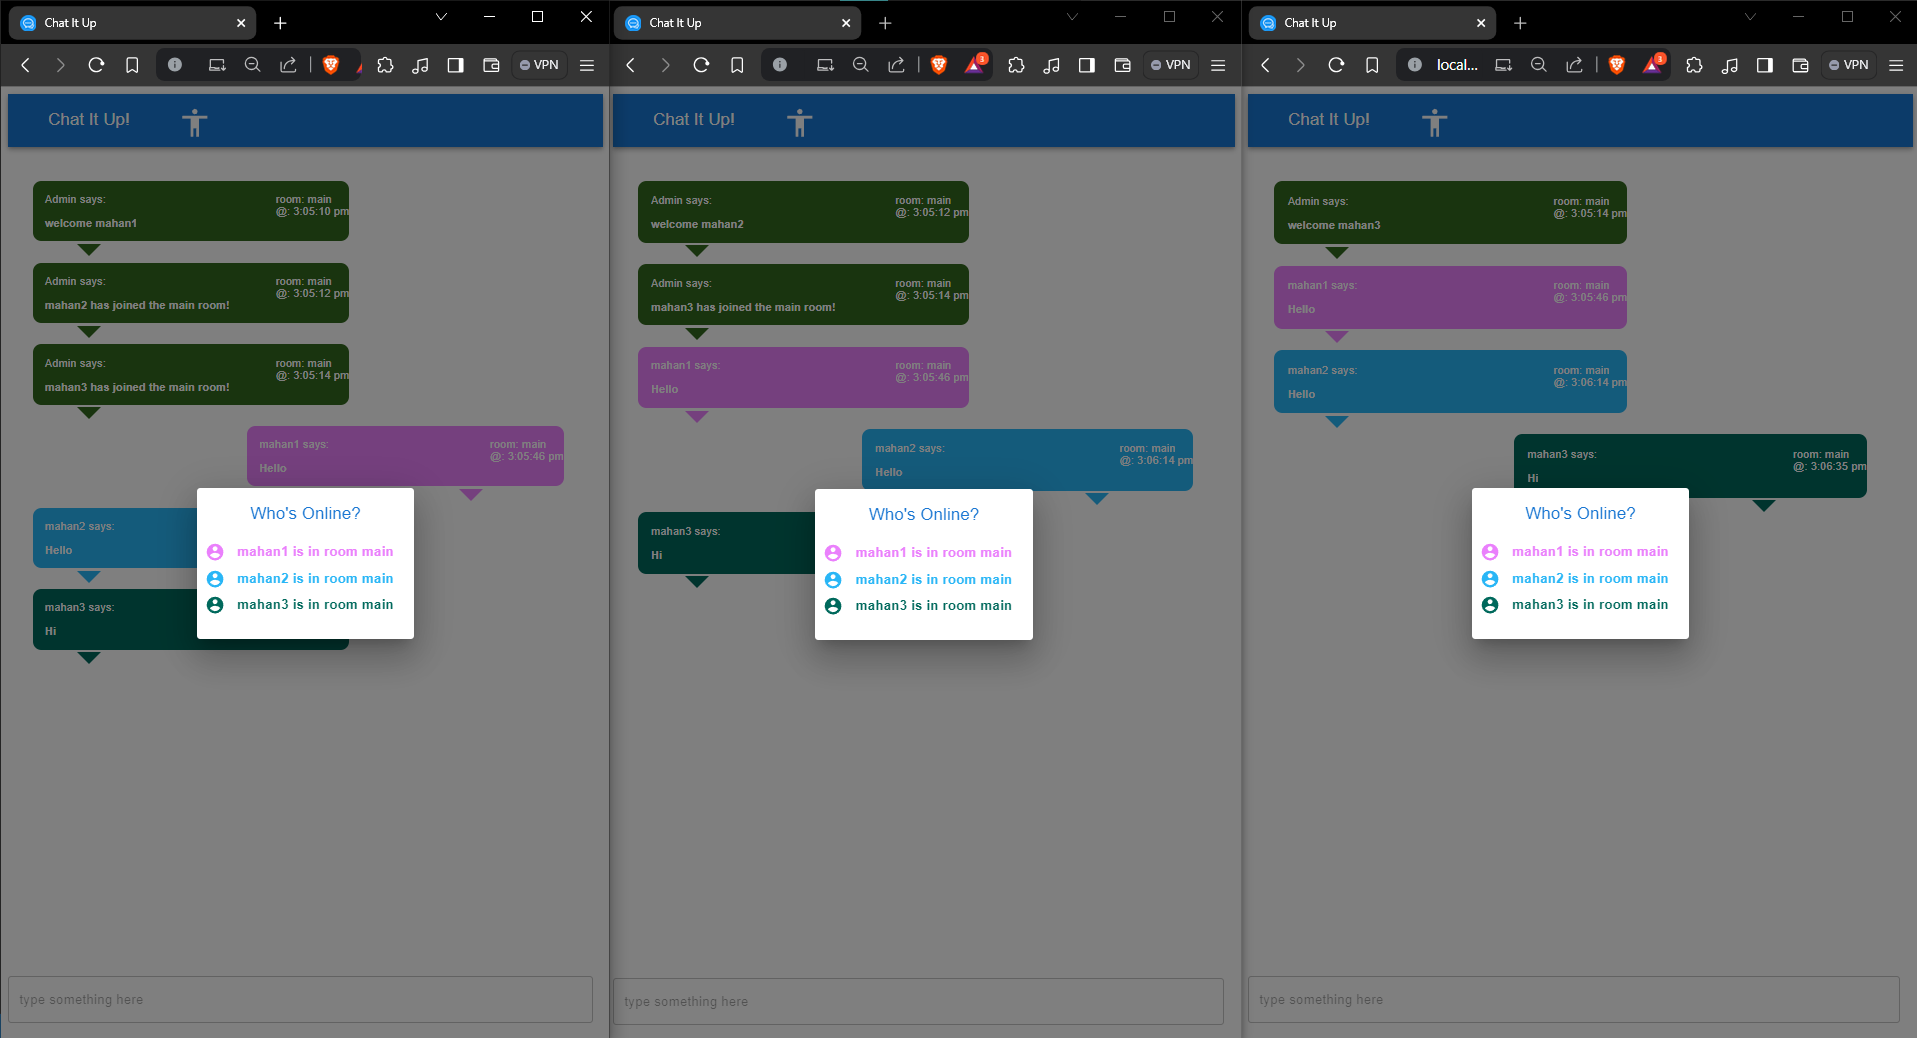 Chat It Up
VPN
Chat It Up!
Admin says:
room: main
@: 3:05:10 pm
welcome mahan1
Admin says:
room: main
@: 3:05:12 pm
mahan2 has joined the main room!
Admin says:
room: main
@: 3:05:14 pm
mahan3 has joined the main room!
mahan1 says:
room: main
@: 3:05:46 pm
Hello
mahan2 says:
Hello
mahan3 says:
Hi
Who's Online?
mahan1 is in room main
mahan2 is in room main
mahan3 is in room main
type something here
Chat It Up
3
VPN
Chat It Up!
Admin says:
room: main
@: 3:05:12 pm
welcome mahan2
Admin says:
room: main
@: 3:05:14 pm
mahan3 has joined the main room!
mahan1 says:
room: main
@: 3:05:46 pm
Hello
mahan2 says:
room: main
@: 3:06:14 pm
Hello
mahan3 says:
Hi
Who's Online?
mahan1 is in room main
mahan2 is in room main
mahan3 is in room main
type something here
Chat It Up
local...
3
VPN
Chat It Up!
Admin says:
room: main
@: 3:05:14 pm
welcome mahan3
mahan1 says:
room: main
@: 3:05:46 pm
Hello
mahan2 says:
room: main
@: 3:06:14 pm
Hello
mahan3 says:
room: main
@: 3:06:35 pm
Hi
Who's Online?
mahan1 is in room main
mahan2 is in room main
mahan3 is in room main
type something here